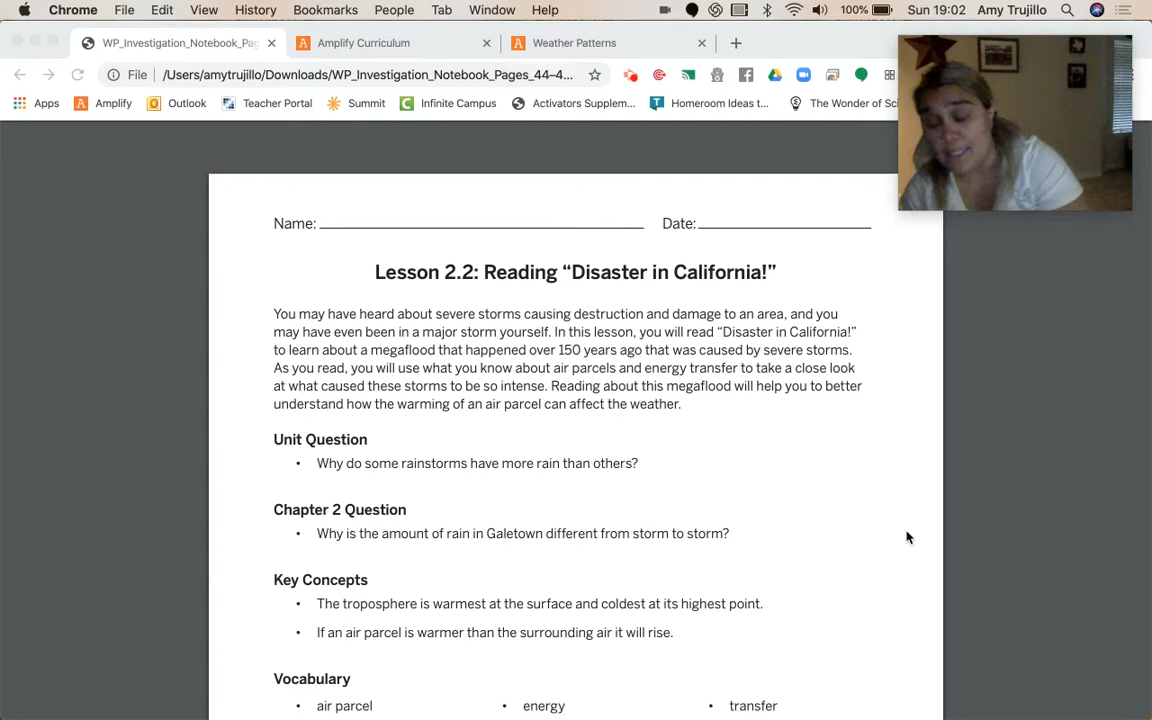 Chrome File Edit View History Bookmarks People Tab Window Help 100% Sun 19:02 Amy Trujillo
WP_Investigation_Notebook_Pag Amplify Curriculum Weather Patterns
File /Users/amytrujillo/Downloads/WP_Investigation_Notebook_Pages_44–4...
Apps Amplify Outlook Teacher Portal Summit Infinite Campus Activators Supplem... Homeroom Ideas t... The Wonder of Sci
Name: Date:
Lesson 2.2: Reading “Disaster in California!”
You may have heard about severe storms causing destruction and damage to an area, and you
may have even been in a major storm yourself. In this lesson, you will read “Disaster in California!”
to learn about a megaflood that happened over 150 years ago that was caused by severe storms.
As you read, you will use what you know about air parcels and energy transfer to take a close look
at what caused these storms to be so intense. Reading about this megaflood will help you to better
understand how the warming of an air parcel can affect the weather.
Unit Question
• Why do some rainstorms have more rain than others?
Chapter 2 Question
• Why is the amount of rain in Galetown different from storm to storm?
Key Concepts
• The troposphere is warmest at the surface and coldest at its highest point.
• If an air parcel is warmer than the surrounding air it will rise.
Vocabulary
• air parcel • energy • transfer